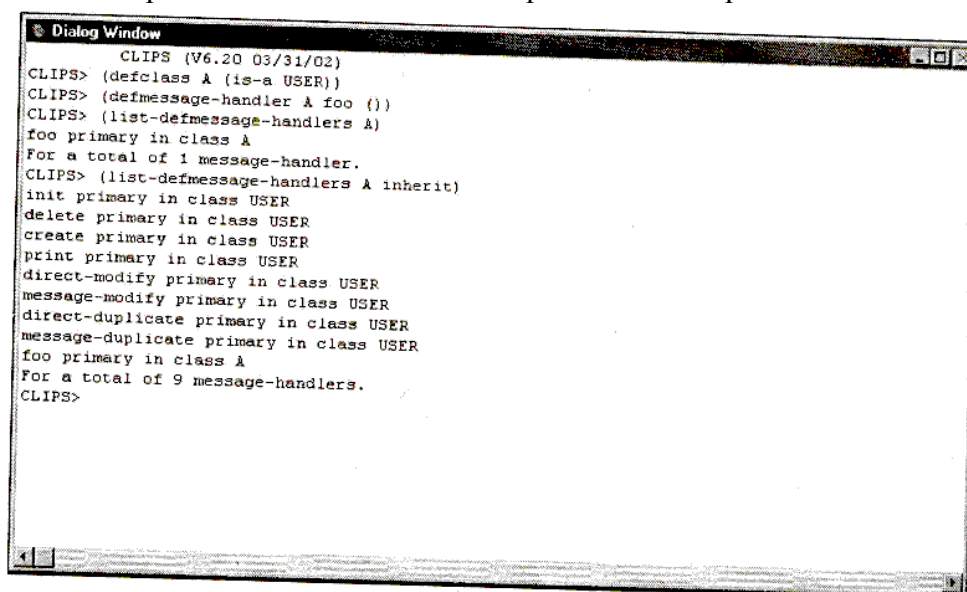 Dialog Window
CLIPS (V6.20 03/31/02)
CLIPS> (defclass A (is-a USER))
CLIPS> (defmessage-handler A foo ())
CLIPS> (list-defmessage-handlers A)
foo primary in class A
For a total of 1 message-handler.
CLIPS> (list-defmessage-handlers A inherit)
init primary in class USER
delete primary in class USER
create primary in class USER
print primary in class USER
direct-modify primary in class USER
message-modify primary in class USER
direct-duplicate primary in class USER
message-duplicate primary in class USER
foo primary in class A
For a total of 9 message-handlers.
CLIPS>